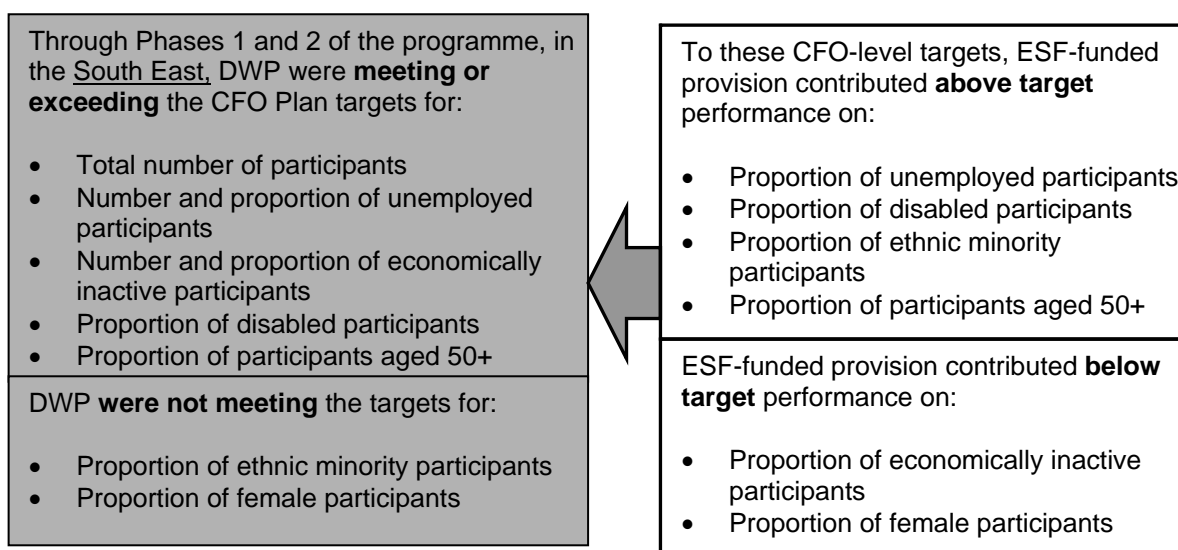 Through Phases 1 and 2 of the programme, in
the South East, DWP were meeting or
exceeding the CFO Plan targets for:
• Total number of participants
• Number and proportion of unemployed
participants
• Number and proportion of economically
inactive participants
• Proportion of disabled participants
• Proportion of participants aged 50+
DWP were not meeting the targets for:
• Proportion of ethnic minority participants
• Proportion of female participants
To these CFO-level targets, ESF-funded
provision contributed above target
performance on:
• Proportion of unemployed participants
• Proportion of disabled participants
• Proportion of ethnic minority
participants
• Proportion of participants aged 50+
ESF-funded provision contributed below
target performance on:
• Proportion of economically inactive
participants
• Proportion of female participants